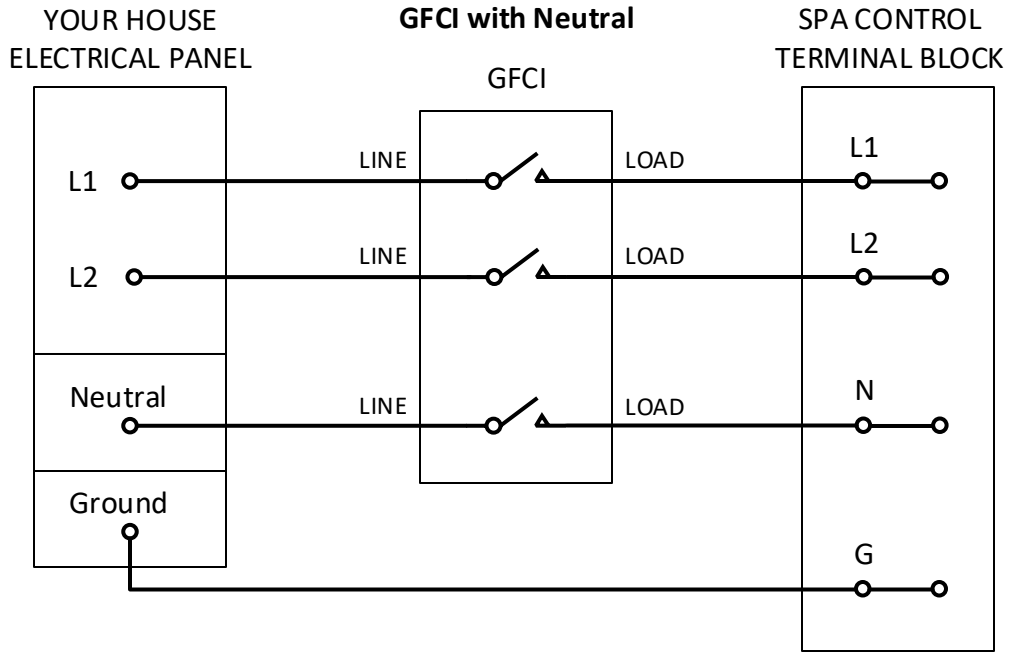 YOUR HOUSE
ELECTRICAL PANEL
GFCI with Neutral
SPA CONTROL
TERMINAL BLOCK
GFCI
L1
LINE
LOAD
L1
L2
LINE
LOAD
L2
Neutral
LINE
LOAD
N
Ground
G